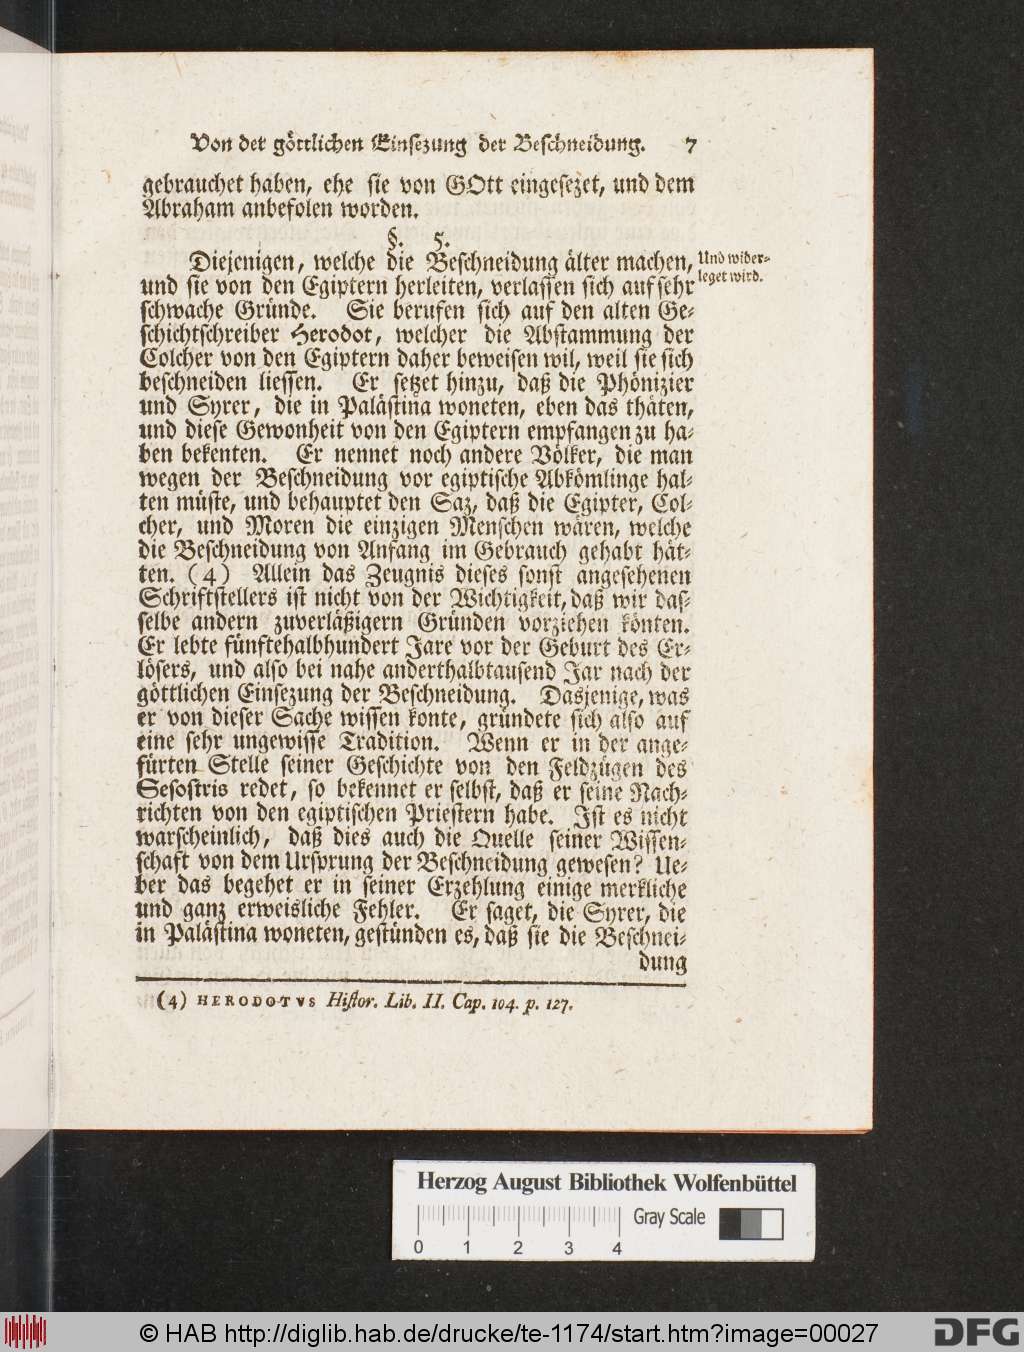 Von der göttlichen Einsezung der Beschneidung. 7
gebrauchet haben, ehe sie von GOtt eingesezet, und dem
Abraham anbefolen worden.
§. 5.
Diejenigen, welche die Beschneidung älter machen,
Und wider-
leget wird.
und sie von den Egiptern herleiten, verlassen sich auf sehr
schwache Gründe. Sie berufen sich auf den alten Ge-
schichtschreiber Herodot, welcher die Abstammung der
Colcher von den Egiptern daher beweisen wil, weil sie sich
beschneiden liessen. Er setzet hinzu, daß die Phönizier
und Syrer, die in Palästina woneten, eben das thäten,
und diese Gewonheit von den Egiptern empfangen zu ha-
ben bekenten. Er nennet noch andere Völker, die man
wegen der Beschneidung vor egiptische Abkömlinge hal-
ten müste, und behauptet den Saz, daß die Egipter, Col-
cher, und Moren die einzigen Menschen wären, welche
die Beschneidung von Anfang im Gebrauch gehabt hät-
ten. (4) Allein das Zeugnis dieses sonst angesehenen
Schriftstellers ist nicht von der Wichtigkeit, daß wir das-
selbe andern zuverläßigern Gründen vorziehen könten.
Er lebte fünftehalbhundert Jare vor der Geburt des Er-
lösers, und also bei nahe anderthalbtausend Jar nach der
göttlichen Einsezung der Beschneidung. Dasjenige, was
er von dieser Sache wissen konte, gründete sich also auf
eine sehr ungewisse Tradition. Wenn er in der ange-
fürten Stelle seiner Geschichte von den Feldzügen des
Sesostris redet, so bekennet er selbst, daß er seine Nach-
richten von den egiptischen Priestern habe. Ist es nicht
warscheinlich, daß dies auch die Quelle seiner Wissen-
schaft von dem Ursprung der Beschneidung gewesen? Ue-
ber das begehet er in seiner Erzehlung einige merkliche
und ganz erweisliche Fehler. Er saget, die Syrer, die
in Palästina woneten, gestünden es, daß sie die Beschnei-
dung
(4) HERODOTVS Histor. Lib. II. Cap. 104. p. 127.
Herzog August Bibliothek Wolfenbüttel
Gray Scale
0 1 2 3 4
© HAB http://diglib.hab.de/drucke/te-1174/start.htm?image=00027
DFG